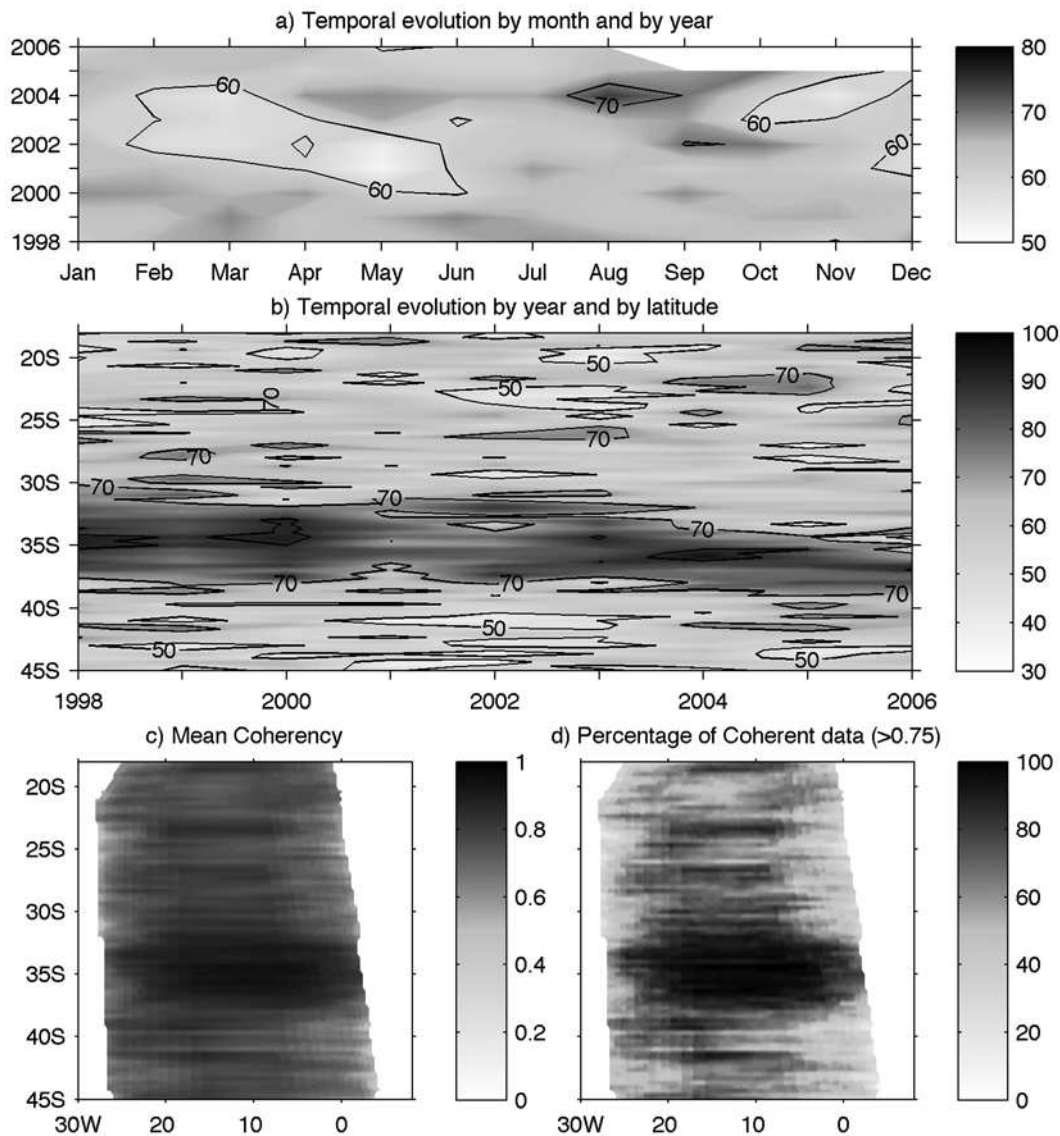 a) Temporal evolution by month and by year
2006
2004
2002
2000
1998
60
70
60
60
60
80
70
60
50
Jan Feb Mar Apr May Jun Jul Aug Sep Oct Nov Dec
b) Temporal evolution by year and by latitude
20S
25S
30S
35S
40S
45S
50
50
70
70
70
70
70
70
70
70
70
70
50
50
50
100
90
80
70
60
50
40
30
1998 2000 2002 2004 2006
c) Mean Coherency
20S
25S
30S
35S
40S
45S
30W 20 10 0
1
0.8
0.6
0.4
0.2
0
d) Percentage of Coherent data (>0.75)
30W 20 10 0
100
80
60
40
20
0